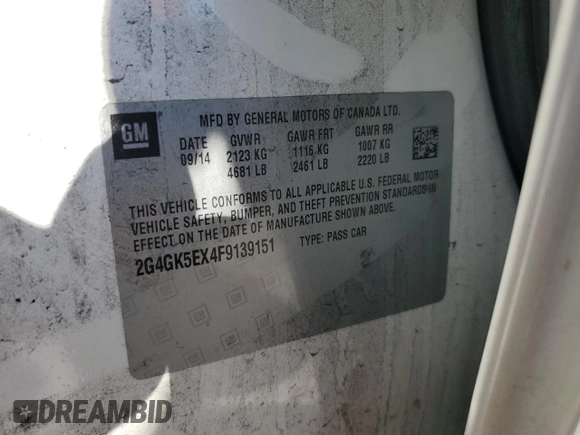 GM
MFD BY GENERAL MOTORS OF CANADA LTD.
DATE GVWR GAWR FRT GAWR RR
09/14 2123 KG 1116 KG 1007 KG
4681 LB 2461 LB 2220 LB
THIS VEHICLE CONFORMS TO ALL APPLICABLE U.S. FEDERAL MOTOR
VEHICLE SAFETY, BUMPER, AND THEFT PREVENTION STANDARDS IN
EFFECT ON THE DATE OF MANUFACTURE SHOWN ABOVE.
2G4GK5EX4F9139151 TYPE: PASS CAR
DREAMBID